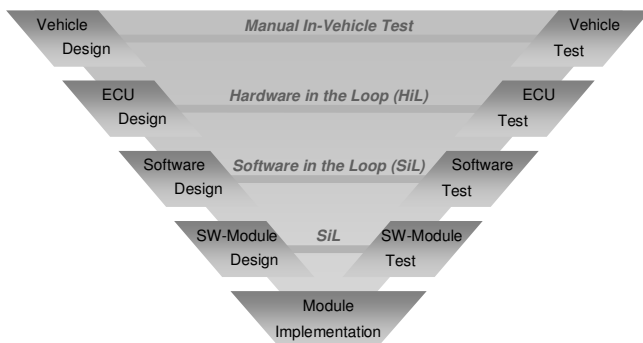 Vehicle
Design
Manual In-Vehicle Test
Vehicle
Test
ECU
Design
Hardware in the Loop (HiL)
ECU
Test
Software
Design
Software in the Loop (SiL)
Software
Test
SW-Module
Design
SiL
SW-Module
Test
Module
Implementation